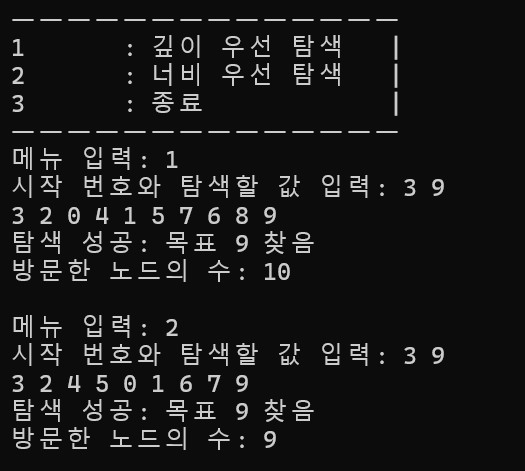 ——————————————
1 : 깊이 우선 탐색 |
2 : 너비 우선 탐색 |
3 : 종료 |
——————————————
메뉴 입력: 1
시작 번호와 탐색할 값 입력: 3 9
3 2 0 4 1 5 7 6 8 9
탐색 성공: 목표 9 찾음
방문한 노드의 수: 10
메뉴 입력: 2
시작 번호와 탐색할 값 입력: 3 9
3 2 4 5 0 1 6 7 9
탐색 성공: 목표 9 찾음
방문한 노드의 수: 9